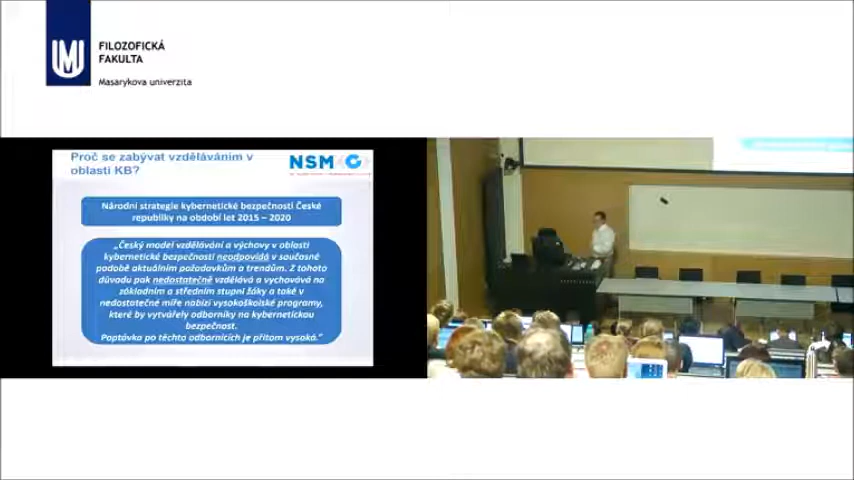 FILOZOFICKÁ
FAKULTA
Masarykova univerzita
Proč se zabývat vzděláváním v
oblasti KB?
NSM
Národní strategie kybernetické bezpečnosti České
republiky na období let 2015 – 2020
„Český model vzdělávání a výchovy v oblasti
kybernetické bezpečnosti neodpovídá v současné
podobě aktuálním požadavkům a trendům. Z tohoto
důvodu pak nedostatečně vzdělává a vychovává na
základním a středním stupni žáky a také v
nedostatečné míře nabízí vysokoškolské programy,
které by vytvářely odborníky na kybernetickou
bezpečnost.
Poptávka po těchto odbornících je přitom vysoká.“